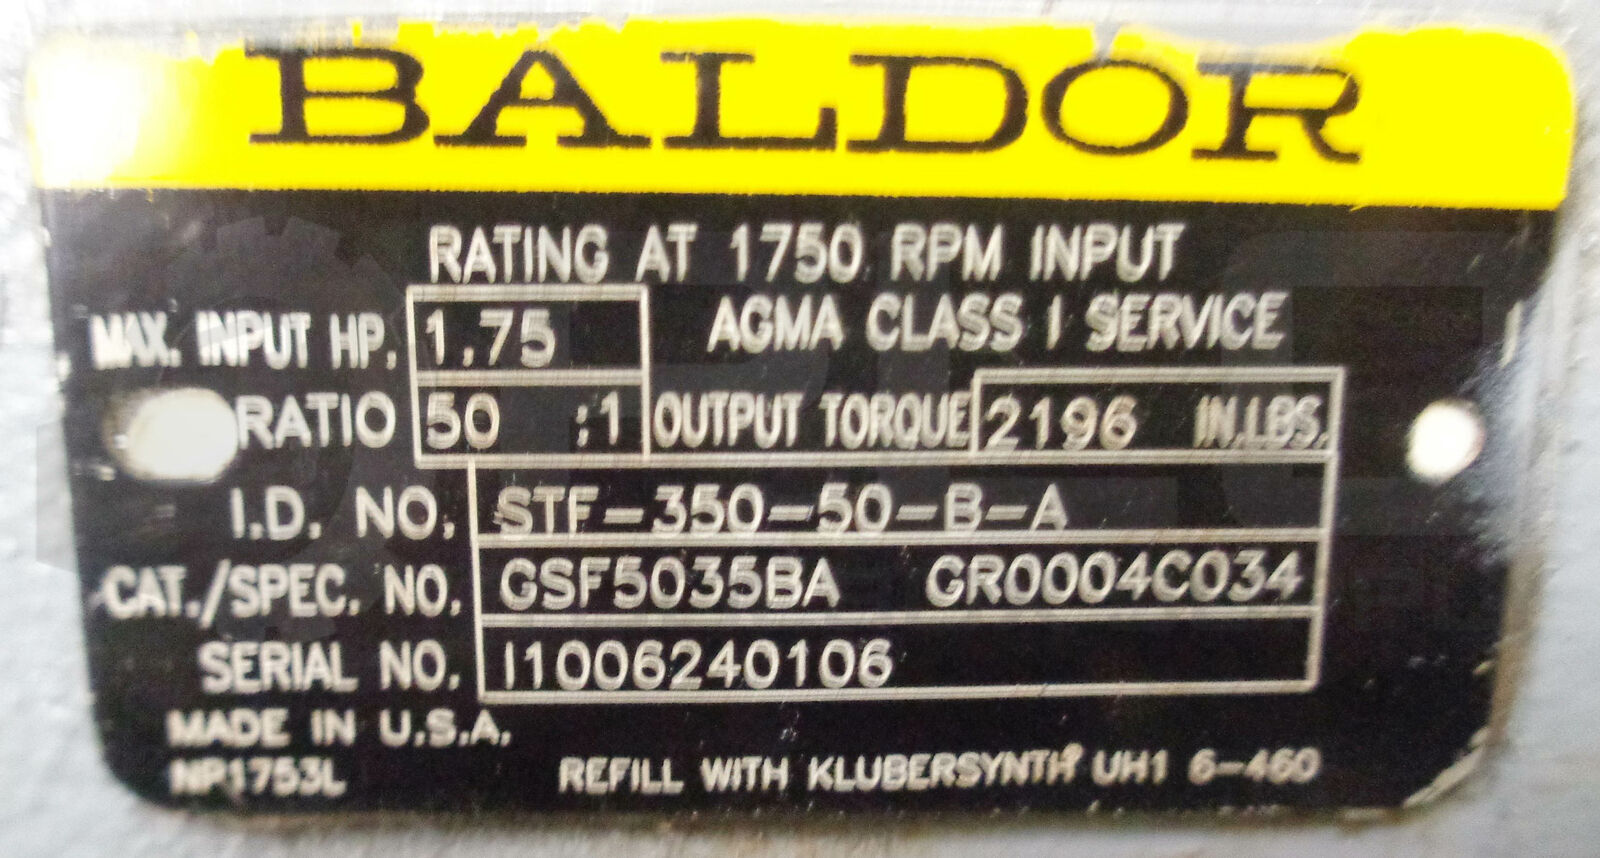 BALDOR
RATING AT 1750 RPM INPUT
MAX. INPUT HP. 1.75 AGMA CLASS I SERVICE
RATIO 50 :1 OUTPUT TORQUE 2196 IN.LBS.
I.D. NO. STF-350-50-B-A
CAT./SPEC. NO. GSF5035BA GR0004C034
SERIAL NO. I1006240106
MADE IN U.S.A.
NP1753L REFILL WITH KLUBERSYNTH UH1 6-460